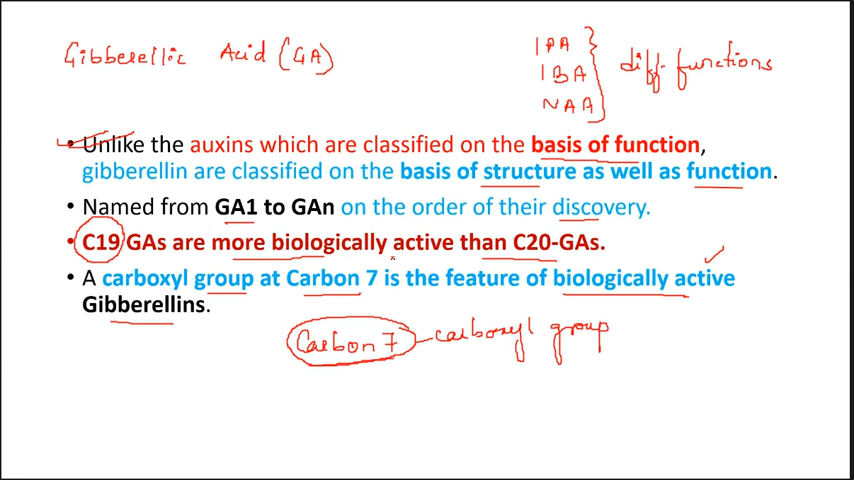 Gibberellic Acid (GA)
IPA
IBA
NAA
diff. functions
• Unlike the auxins which are classified on the basis of function,
gibberellin are classified on the basis of structure as well as function.
• Named from GA1 to GAn on the order of their discovery.
• C19 GAs are more biologically active than C20-GAs.
• A carboxyl group at Carbon 7 is the feature of biologically active
Gibberellins.
Carbon 7 - carboxyl group